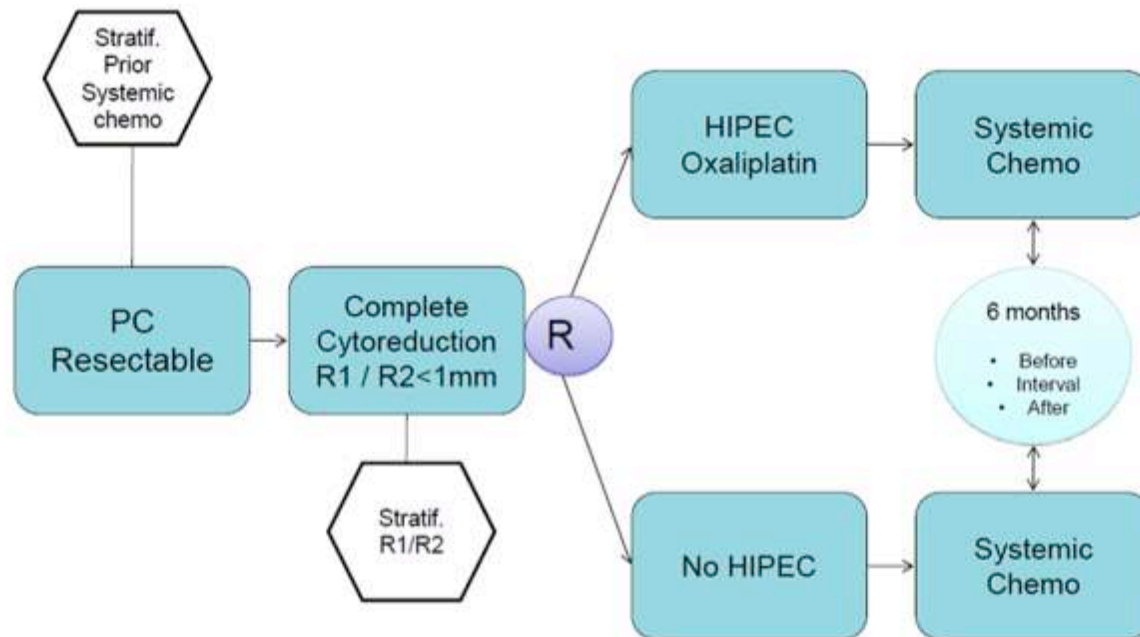 Stratif.
Prior
Systemic
chemo
PC
Resectable
Complete
Cytoreduction
R1 / R2<1mm
Stratif.
R1/R2
R
HIPEC
Oxaliplatin
Systemic
Chemo
6 months
• Before
• Interval
• After
No HIPEC
Systemic
Chemo